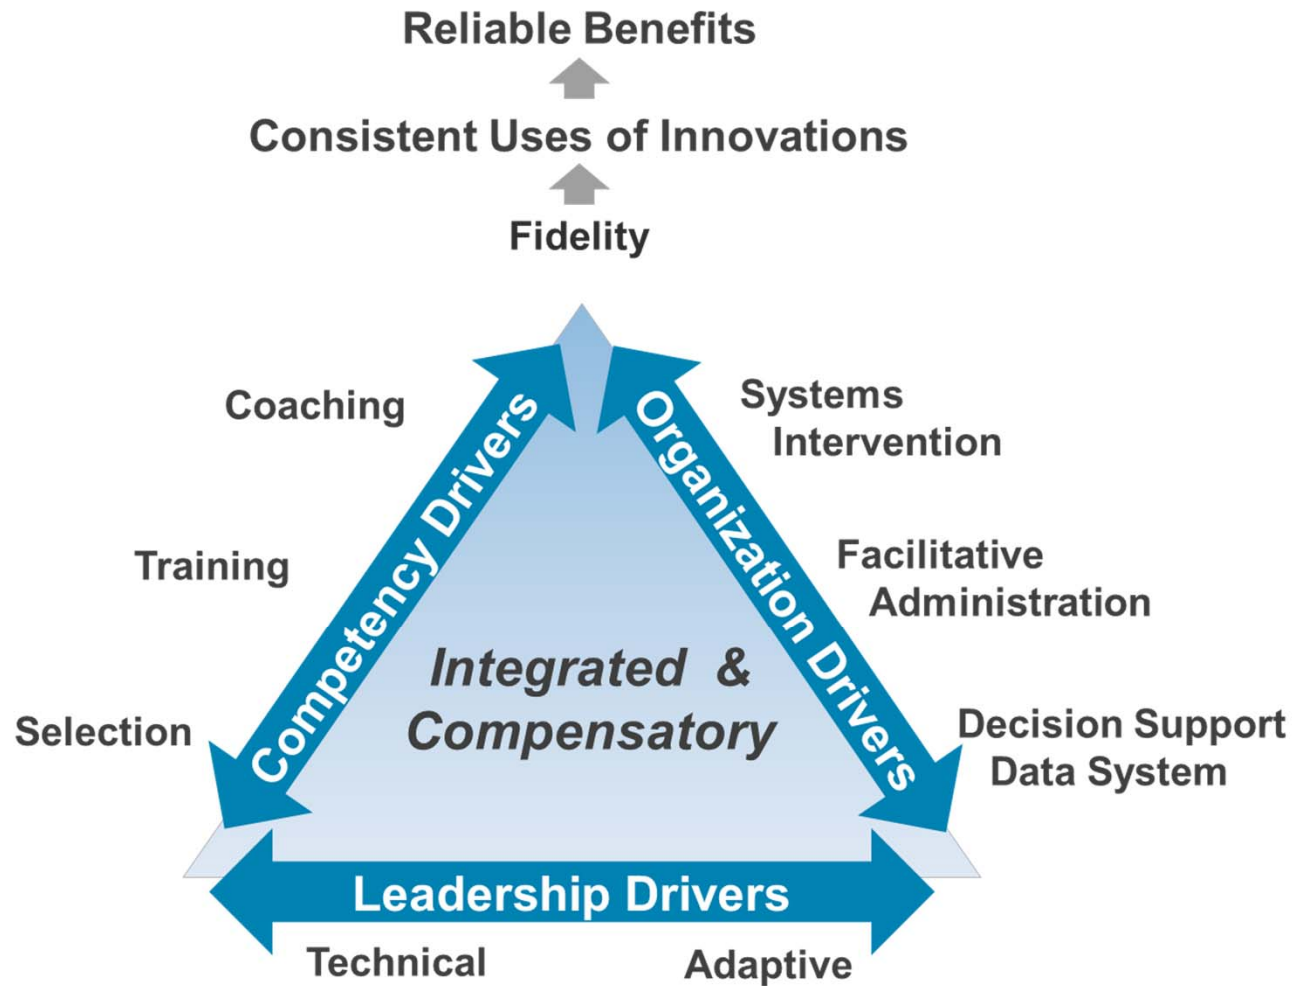 Reliable Benefits
Consistent Uses of Innovations
Fidelity
Coaching
Training
Selection
Competency Drivers
Organization Drivers
Systems
Intervention
Facilitative
Administration
Decision Support
Data System
Integrated &
Compensatory
Leadership Drivers
Technical
Adaptive